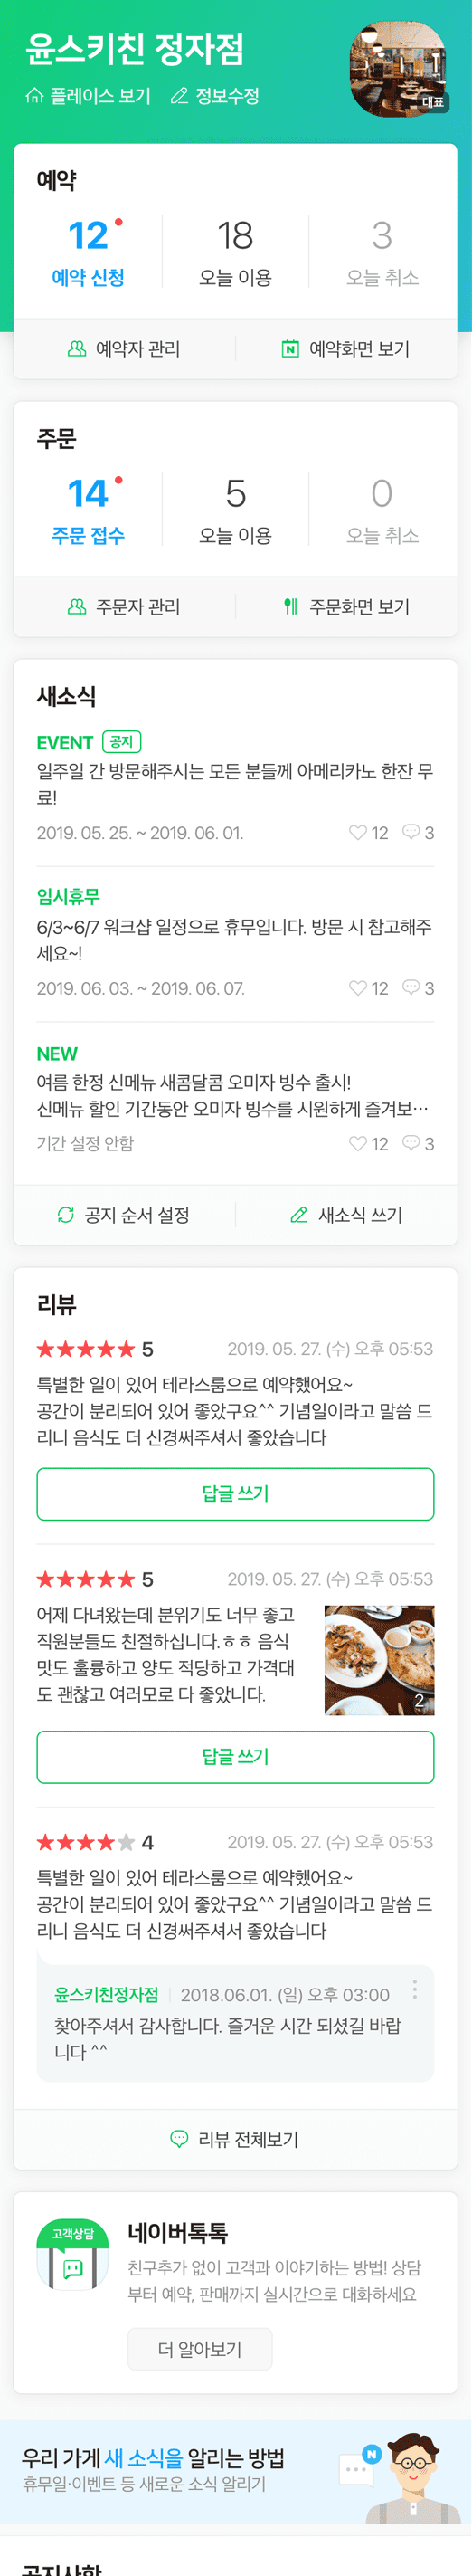 윤스키친 정자점
대표
플레이스 보기 정보수정
예약
12 18 3
예약 신청 오늘 이용 오늘 취소
예약자 관리 N 예약화면 보기
주문
14 5 0
주문 접수 오늘 이용 오늘 취소
주문자 관리 주문화면 보기
새소식
EVENT 공지
일주일 간 방문해주시는 모든 분들께 아메리카노 한잔 무
료!
2019. 05. 25. ~ 2019. 06. 01. 12 3
임시휴무
6/3~6/7 워크샵 일정으로 휴무입니다. 방문 시 참고해주
세요~!
2019. 06. 03. ~ 2019. 06. 07. 12 3
NEW
여름 한정 신메뉴 새콤달콤 오미자 빙수 출시!
신메뉴 할인 기간동안 오미자 빙수를 시원하게 즐겨보…
기간 설정 안함 12 3
공지 순서 설정 새소식 쓰기
리뷰
5 2019. 05. 27. (수) 오후 05:53
특별한 일이 있어 테라스룸으로 예약했어요~
공간이 분리되어 있어 좋았구요^^ 기념일이라고 말씀 드
리니 음식도 더 신경써주셔서 좋았습니다
답글 쓰기
5 2019. 05. 27. (수) 오후 05:53
어제 다녀왔는데 분위기도 너무 좋고
직원분들도 친절하십니다.ㅎㅎ 음식
맛도 훌륭하고 양도 적당하고 가격대
도 괜찮고 여러모로 다 좋았니다.
2
답글 쓰기
4 2019. 05. 27. (수) 오후 05:53
특별한 일이 있어 테라스룸으로 예약했어요~
공간이 분리되어 있어 좋았구요^^ 기념일이라고 말씀 드
리니 음식도 더 신경써주셔서 좋았습니다
윤스키친정자점 2018.06.01. (일) 오후 03:00
찾아주셔서 감사합니다. 즐거운 시간 되셨길 바랍
니다 ^^
리뷰 전체보기
고객상담
네이버톡톡
친구추가 없이 고객과 이야기하는 방법! 상담
부터 예약, 판매까지 실시간으로 대화하세요
더 알아보기
우리 가게 새 소식을 알리는 방법
휴무일·이벤트 등 새로운 소식 알리기
N
공지사항